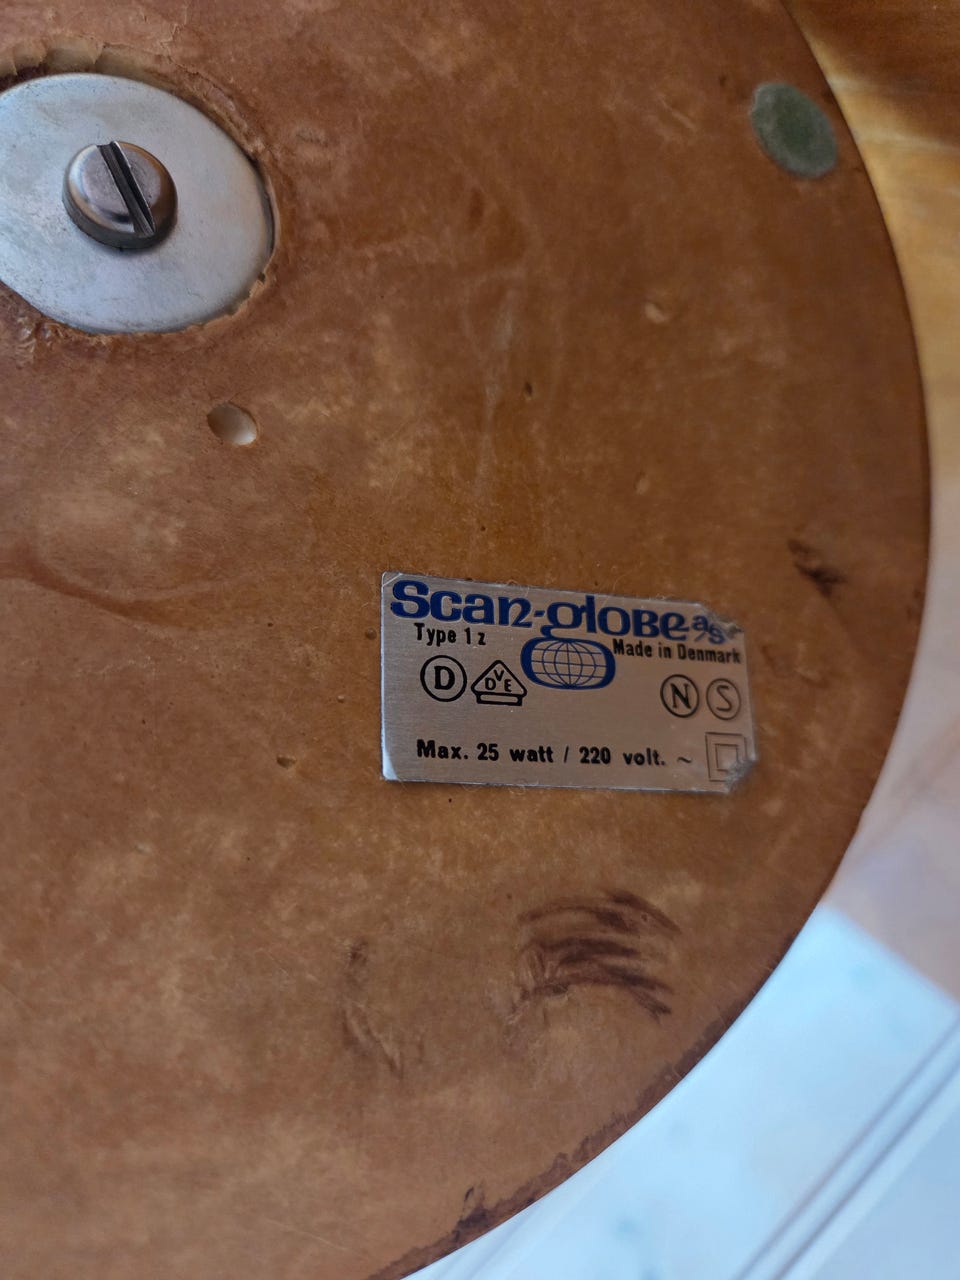 Scan-globe a/s
Type 1 z
Made in Denmark
D DVE N S
Max. 25 watt / 220 volt. ~